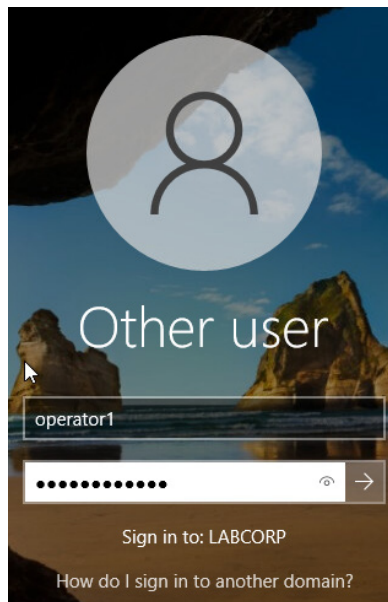 Other user
operator1
••••••••••••
Sign in to: LABCORP
How do I sign in to another domain?